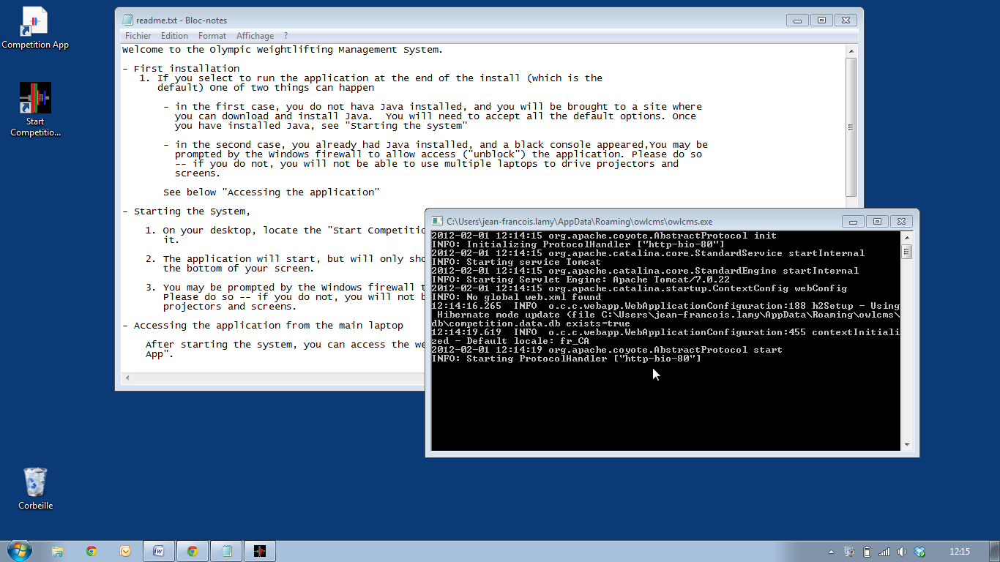 Competition App
Start
Competitio...
Corbeille
readme.txt - Bloc-notes
Fichier Edition Format Affichage ?
Welcome to the Olympic Weightlifting Management System.
- First installation
1. If you select to run the application at the end of the install (which is the
default) One of two things can happen
- in the first case, you do not hava Java installed, and you will be brought to a site where
you can download and install Java. You will need to accept all the default options. Once
you have installed Java, see "Starting the system"
- in the second case, you already had Java installed, and a black console appeared,You may be
prompted by the Windows firewall to allow access ("unblock") the application. Please do so
-- if you do not, you will not be able to use multiple laptops to drive projectors and
screens.
See below "Accessing the application"
- Starting the System,
1. On your desktop, locate the "Start Competitio
it.
2. The application will start, but will only sho
the bottom of your screen.
3. You may be prompted by the Windows firewall t
Please do so -- if you do not, you will not b
projectors and screens.
- Accessing the application from the main laptop
After starting the system, you can access the we
App".
C:\Users\jean-francois.lamy\AppData\Roaming\owlcms\owlcms.exe
2012-02-01 12:14:15 org.apache.coyote.AbstractProtocol init
INFO: Initializing ProtocolHandler ["http-bio-80"]
2012-02-01 12:14:15 org.apache.catalina.core.StandardService startInternal
INFO: Starting service Tomcat
2012-02-01 12:14:15 org.apache.catalina.core.StandardEngine startInternal
INFO: Starting Servlet Engine: Apache Tomcat/7.0.22
2012-02-01 12:14:15 org.apache.catalina.startup.ContextConfig webConfig
INFO: No global web.xml found
12:14:16.265 INFO o.c.c.webapp.WebApplicationConfiguration:188 h2Setup - Using
Hibernate mode update (file C:\Users\jean-francois.lamy\AppData\Roaming\owlcms\
db\competition.data.db exists=true
12:14:19.619 INFO o.c.c.webapp.WebApplicationConfiguration:455 contextInitiali
zed - Default locale: fr_CA
2012-02-01 12:14:19 org.apache.coyote.AbstractProtocol start
INFO: Starting ProtocolHandler ["http-bio-80"]
12:15